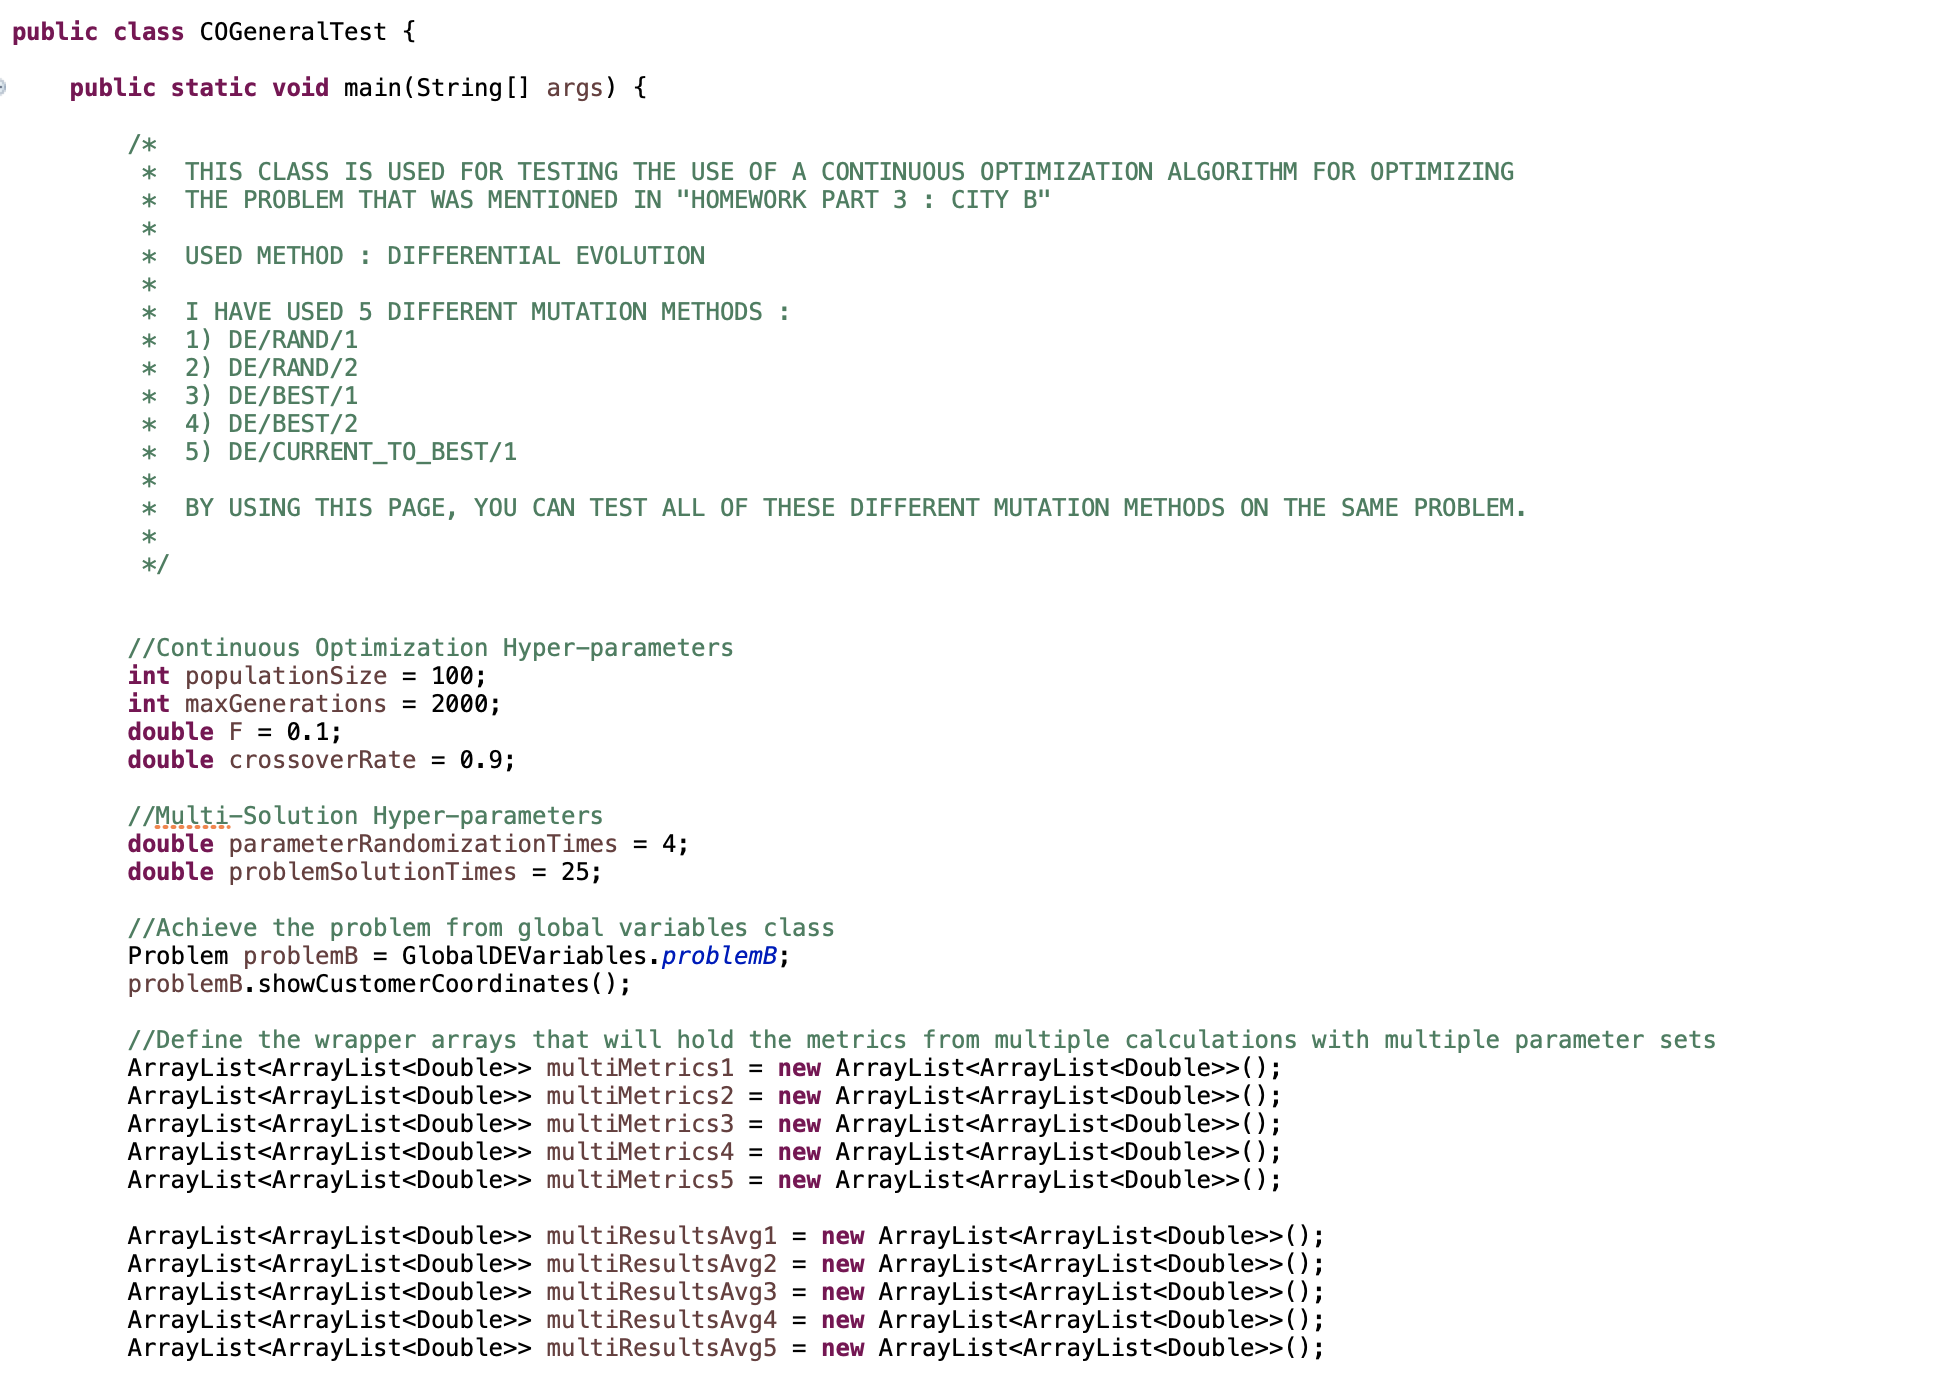 public class COGeneralTest {
public static void main(String[] args) {
/*
* THIS CLASS IS USED FOR TESTING THE USE OF A CONTINUOUS OPTIMIZATION ALGORITHM FOR OPTIMIZING
* THE PROBLEM THAT WAS MENTIONED IN "HOMEWORK PART 3 : CITY B"
*
* USED METHOD : DIFFERENTIAL EVOLUTION
*
* I HAVE USED 5 DIFFERENT MUTATION METHODS :
* 1) DE/RAND/1
* 2) DE/RAND/2
* 3) DE/BEST/1
* 4) DE/BEST/2
* 5) DE/CURRENT_TO_BEST/1
*
* BY USING THIS PAGE, YOU CAN TEST ALL OF THESE DIFFERENT MUTATION METHODS ON THE SAME PROBLEM.
*
*/
//Continuous Optimization Hyper-parameters
int populationSize = 100;
int maxGenerations = 2000;
double F = 0.1;
double crossoverRate = 0.9;
//Multi-Solution Hyper-parameters
double parameterRandomizationTimes = 4;
double problemSolutionTimes = 25;
//Achieve the problem from global variables class
Problem problemB = GlobalDEVariables.problemB;
problemB.showCustomerCoordinates();
//Define the wrapper arrays that will hold the metrics from multiple calculations with multiple parameter sets
ArrayList<ArrayList<Double>> multiMetrics1 = new ArrayList<ArrayList<Double>>();
ArrayList<ArrayList<Double>> multiMetrics2 = new ArrayList<ArrayList<Double>>();
ArrayList<ArrayList<Double>> multiMetrics3 = new ArrayList<ArrayList<Double>>();
ArrayList<ArrayList<Double>> multiMetrics4 = new ArrayList<ArrayList<Double>>();
ArrayList<ArrayList<Double>> multiMetrics5 = new ArrayList<ArrayList<Double>>();
ArrayList<ArrayList<Double>> multiResultsAvg1 = new ArrayList<ArrayList<Double>>();
ArrayList<ArrayList<Double>> multiResultsAvg2 = new ArrayList<ArrayList<Double>>();
ArrayList<ArrayList<Double>> multiResultsAvg3 = new ArrayList<ArrayList<Double>>();
ArrayList<ArrayList<Double>> multiResultsAvg4 = new ArrayList<ArrayList<Double>>();
ArrayList<ArrayList<Double>> multiResultsAvg5 = new ArrayList<ArrayList<Double>>();